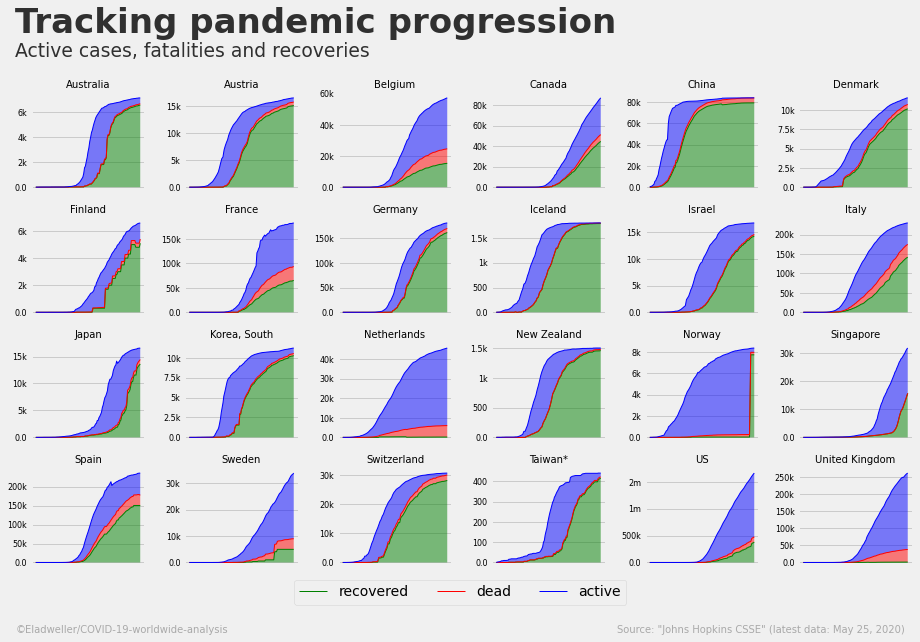 Tracking pandemic progression
Active cases, fatalities and recoveries
Australia Austria Belgium Canada China Denmark
6k 4k 2k 0.0
15k 10k 5k 0.0
60k 40k 20k 0.0
80k 60k 40k 20k 0.0
80k 60k 40k 20k 0.0
10k 7.5k 5k 2.5k 0.0
Finland France Germany Iceland Israel Italy
6k 4k 2k 0.0
150k 100k 50k 0.0
150k 100k 50k 0.0
1.5k 1k 500 0.0
15k 10k 5k 0.0
200k 150k 100k 50k 0.0
Japan Korea, South Netherlands New Zealand Norway Singapore
15k 10k 5k 0.0
10k 7.5k 5k 2.5k 0.0
40k 30k 20k 10k 0.0
1.5k 1k 500 0.0
8k 6k 4k 2k 0.0
30k 20k 10k 0.0
Spain Sweden Switzerland Taiwan* US United Kingdom
200k 150k 100k 50k 0.0
30k 20k 10k 0.0
30k 20k 10k 0.0
400 300 200 100 0.0
2m 1m 500k 0.0
250k 200k 150k 100k 50k 0.0
recovered dead active
©Eladweller/COVID-19-worldwide-analysis
Source: "Johns Hopkins CSSE" (latest data: May 25, 2020)